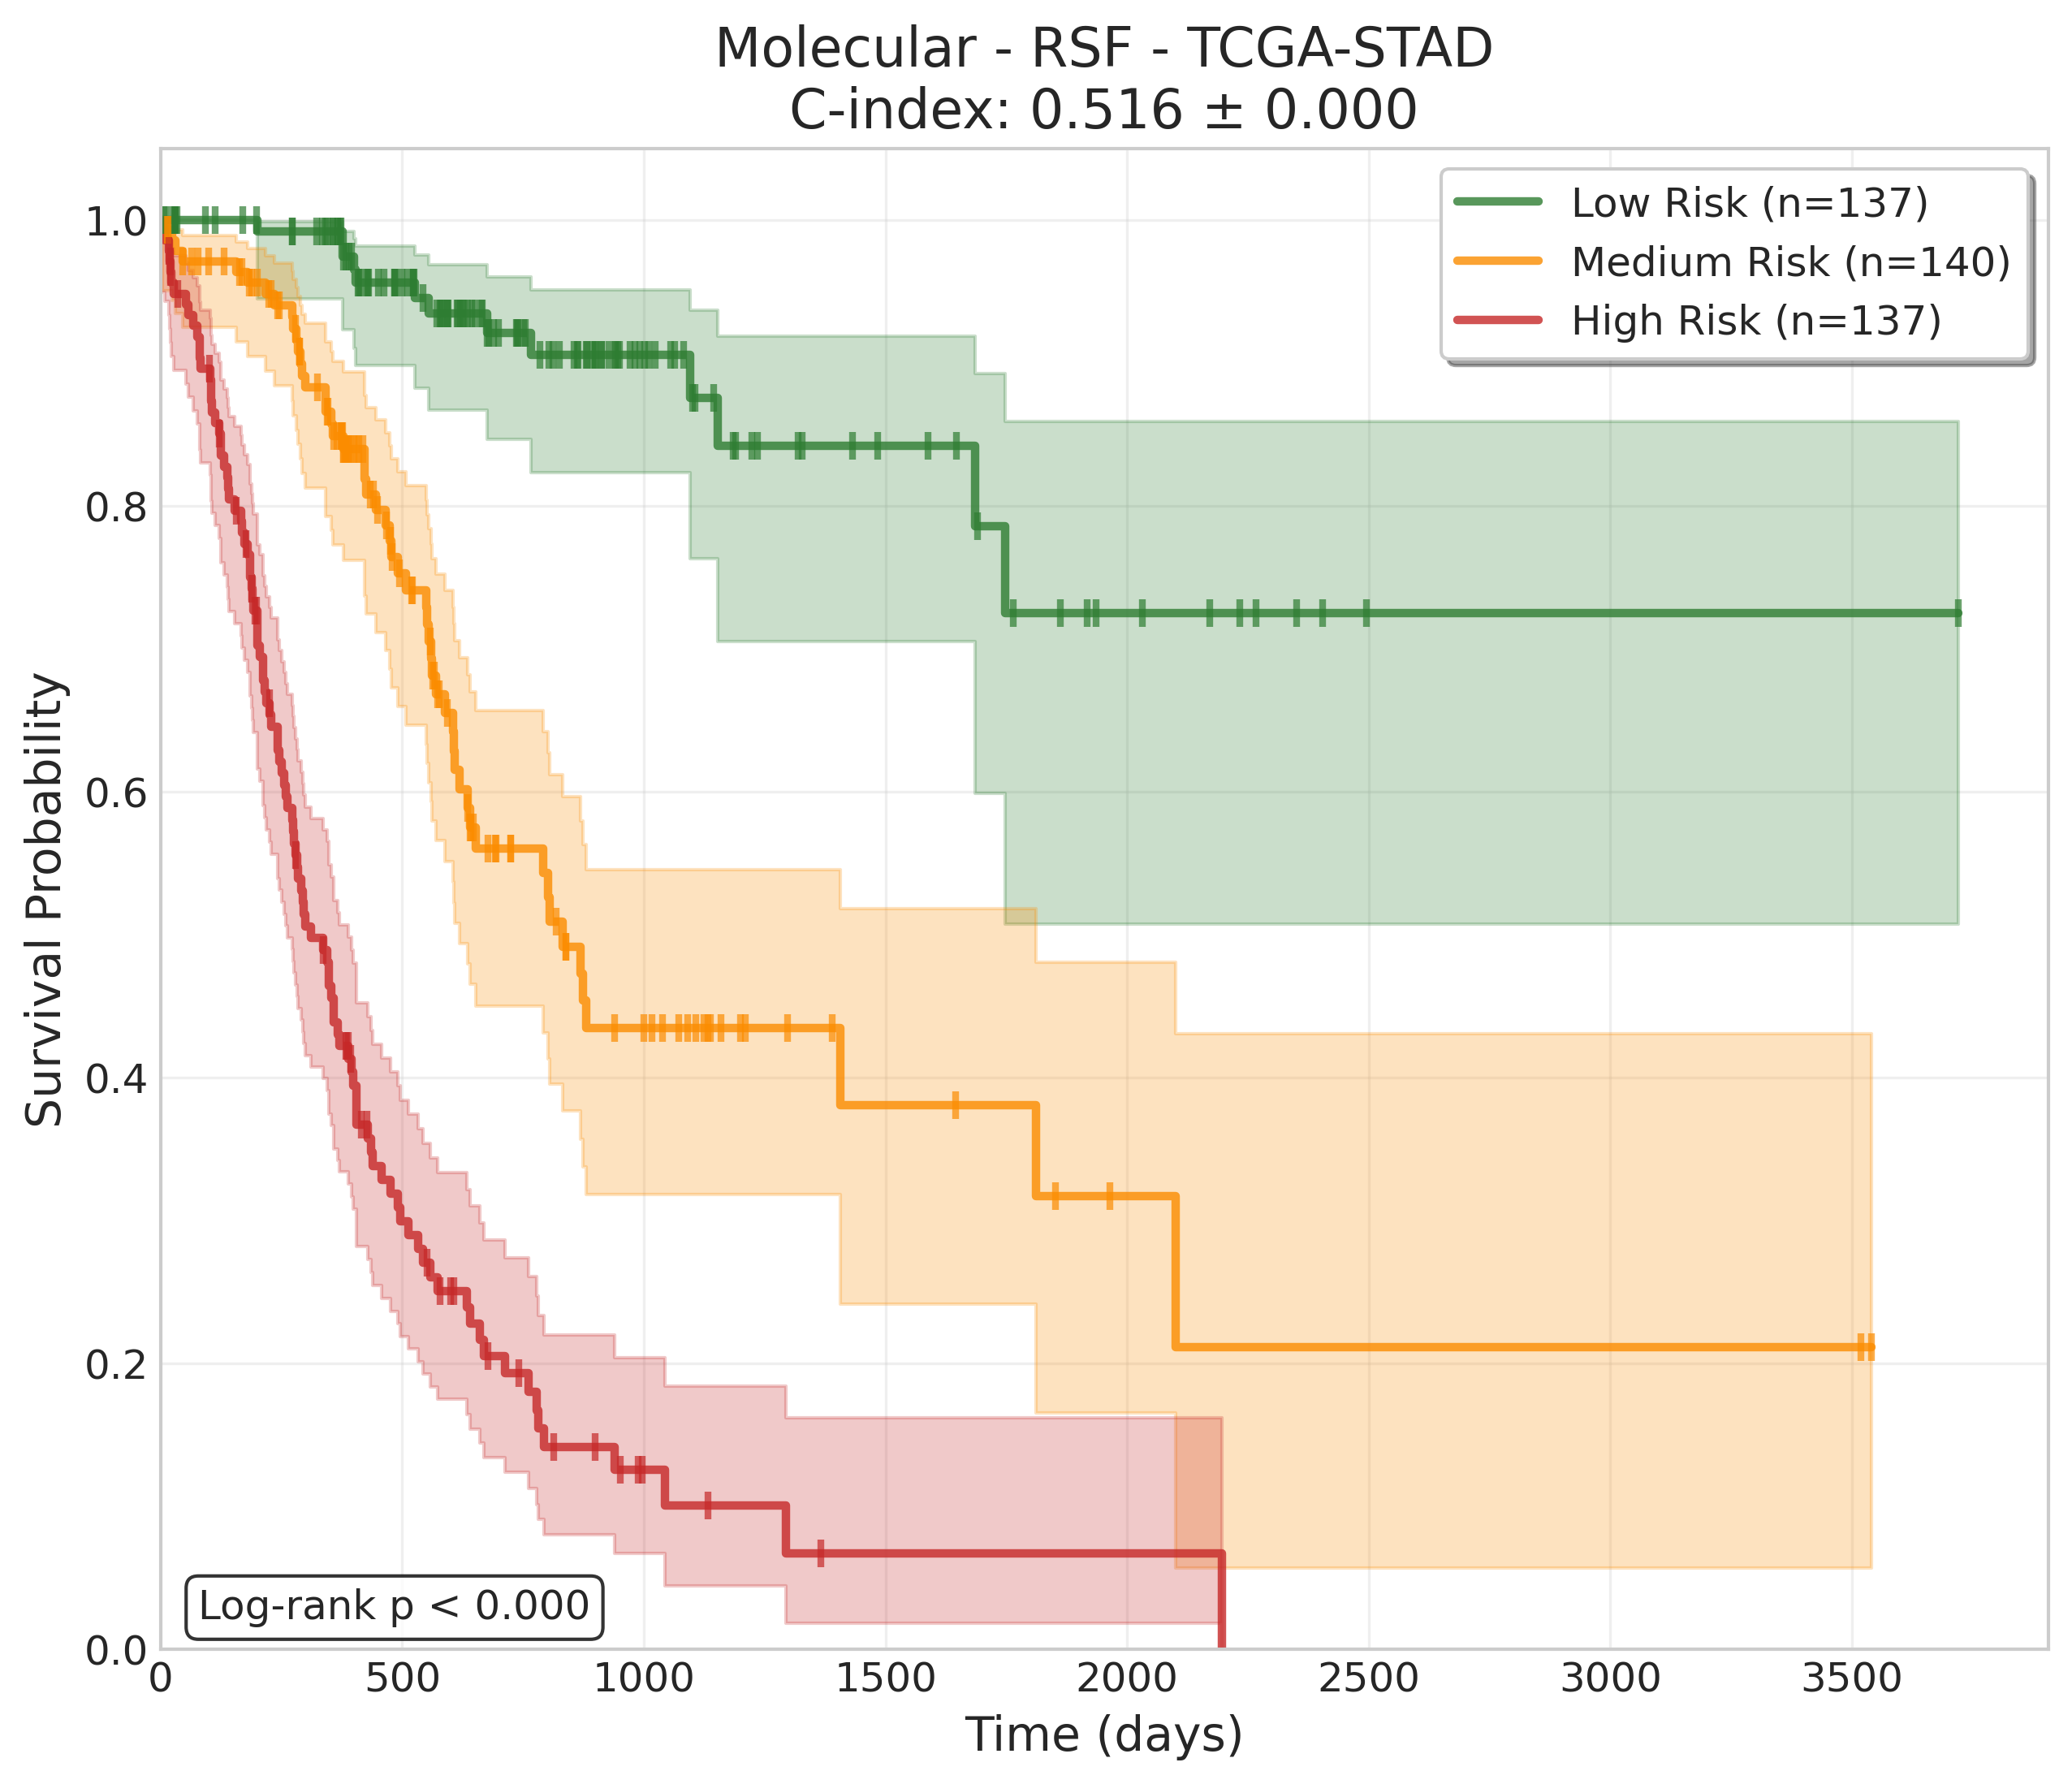 Molecular - RSF - TCGA-STAD
C-index: 0.516 ± 0.000
Low Risk (n=137)
Medium Risk (n=140)
High Risk (n=137)
Survival Probability
1.0
0.8
0.6
0.4
0.2
0.0
Log-rank p < 0.000
0 500 1000 1500 2000 2500 3000 3500
Time (days)